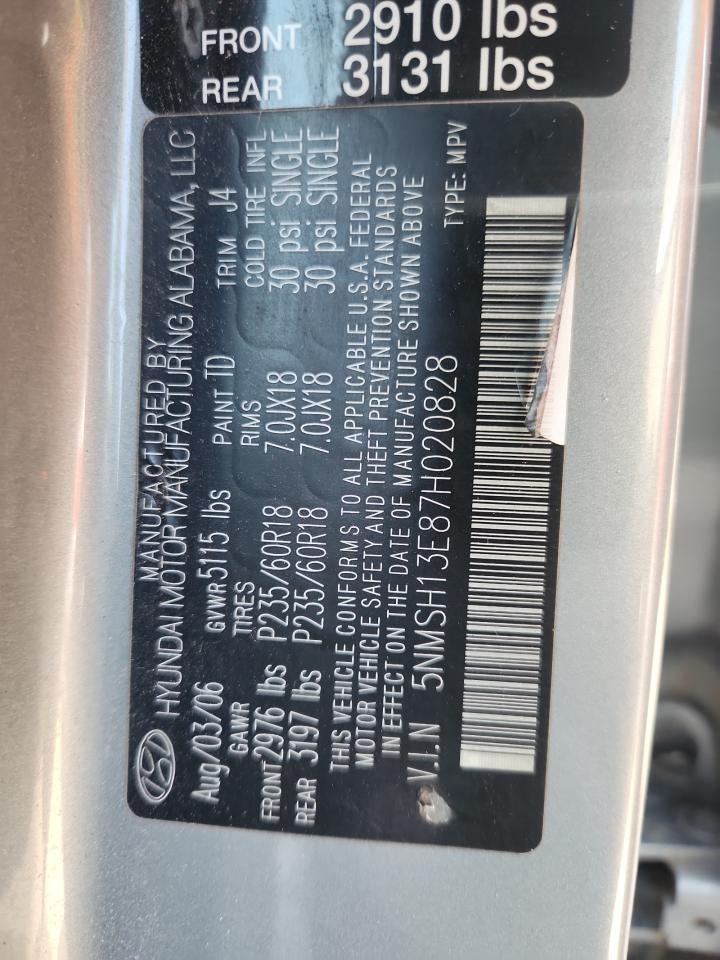 FRONT 2910 lbs
REAR 3131 lbs
MANUFACTURED BY
HYUNDAI MOTOR MANUFACTURING ALABAMA, LLC
Aug/03/06 GVWR 5115 lbs PAINT TD TRIM J4
GAWR TIRES RIMS COLD TIRE INFL
FRONT 2976 lbs P235/60R18 7.0JX18 30 psi SINGLE
REAR 3197 lbs P235/60R18 7.0JX18 30 psi SINGLE
THIS VEHICLE CONFORMS TO ALL APPLICABLE U.S.A. FEDERAL
MOTOR VEHICLE SAFETY AND THEFT PREVENTION STANDARDS
IN EFFECT ON THE DATE OF MANUFACTURE SHOWN ABOVE
V.I.N 5NMSH13E87H020828
TYPE: MPV